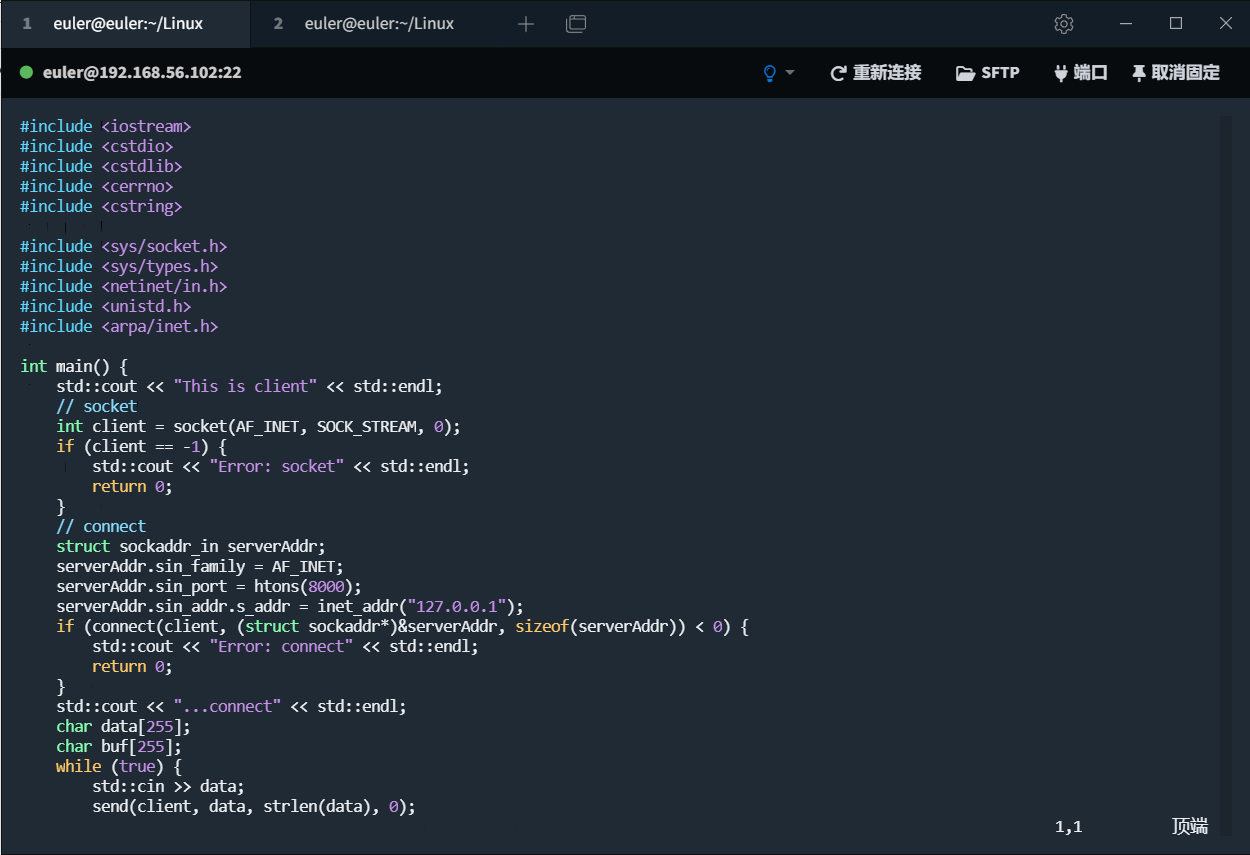 1 euler@euler:~/Linux 2 euler@euler:~/Linux
euler@192.168.56.102:22 重新连接 SFTP 端口 取消固定
#include <iostream>
#include <cstdio>
#include <cstdlib>
#include <cerrno>
#include <cstring>
#include <sys/socket.h>
#include <sys/types.h>
#include <netinet/in.h>
#include <unistd.h>
#include <arpa/inet.h>
int main() {
    std::cout << "This is client" << std::endl;
    // socket
    int client = socket(AF_INET, SOCK_STREAM, 0);
    if (client == -1) {
        std::cout << "Error: socket" << std::endl;
        return 0;
    }
    // connect
    struct sockaddr_in serverAddr;
    serverAddr.sin_family = AF_INET;
    serverAddr.sin_port = htons(8000);
    serverAddr.sin_addr.s_addr = inet_addr("127.0.0.1");
    if (connect(client, (struct sockaddr*)&serverAddr, sizeof(serverAddr)) < 0) {
        std::cout << "Error: connect" << std::endl;
        return 0;
    }
    std::cout << "...connect" << std::endl;
    char data[255];
    char buf[255];
    while (true) {
        std::cin >> data;
        send(client, data, strlen(data), 0);
1,1 顶端